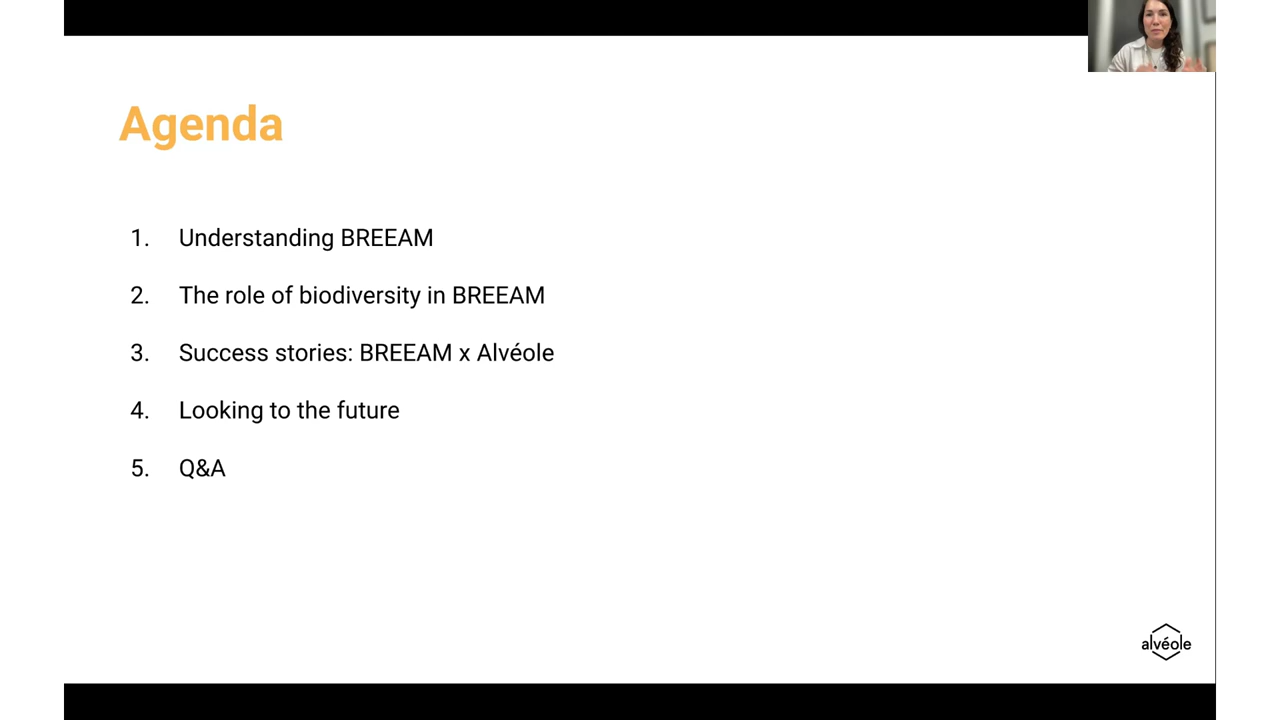 Agenda
1. Understanding BREEAM
2. The role of biodiversity in BREEAM
3. Success stories: BREEAM x Alvéole
4. Looking to the future
5. Q&A
alvéole